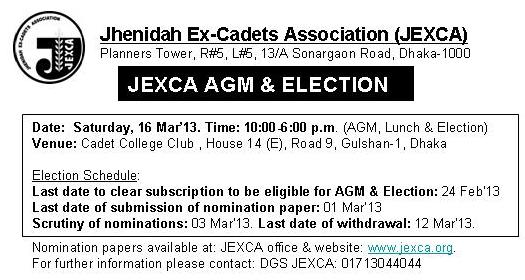 Jhenidah Ex-Cadets Association (JEXCA)
Planners Tower, R#5, L#5, 13/A Sonargaon Road, Dhaka-1000
JHENIDAH EX-CADETS ASSOCIATION
JEXCA
JEXCA AGM & ELECTION
Date: Saturday, 16 Mar'13. Time: 10:00-6:00 p.m. (AGM, Lunch & Election)
Venue: Cadet College Club , House 14 (E), Road 9, Gulshan-1, Dhaka
Election Schedule:
Last date to clear subscription to be eligible for AGM & Election: 24 Feb'13
Last date of submission of nomination paper: 01 Mar'13
Scrutiny of nominations: 03 Mar'13. Last date of withdrawal: 12 Mar'13.
Nomination papers available at: JEXCA office & website: www.jexca.org.
For further information please contact: DGS JEXCA: 01713044044